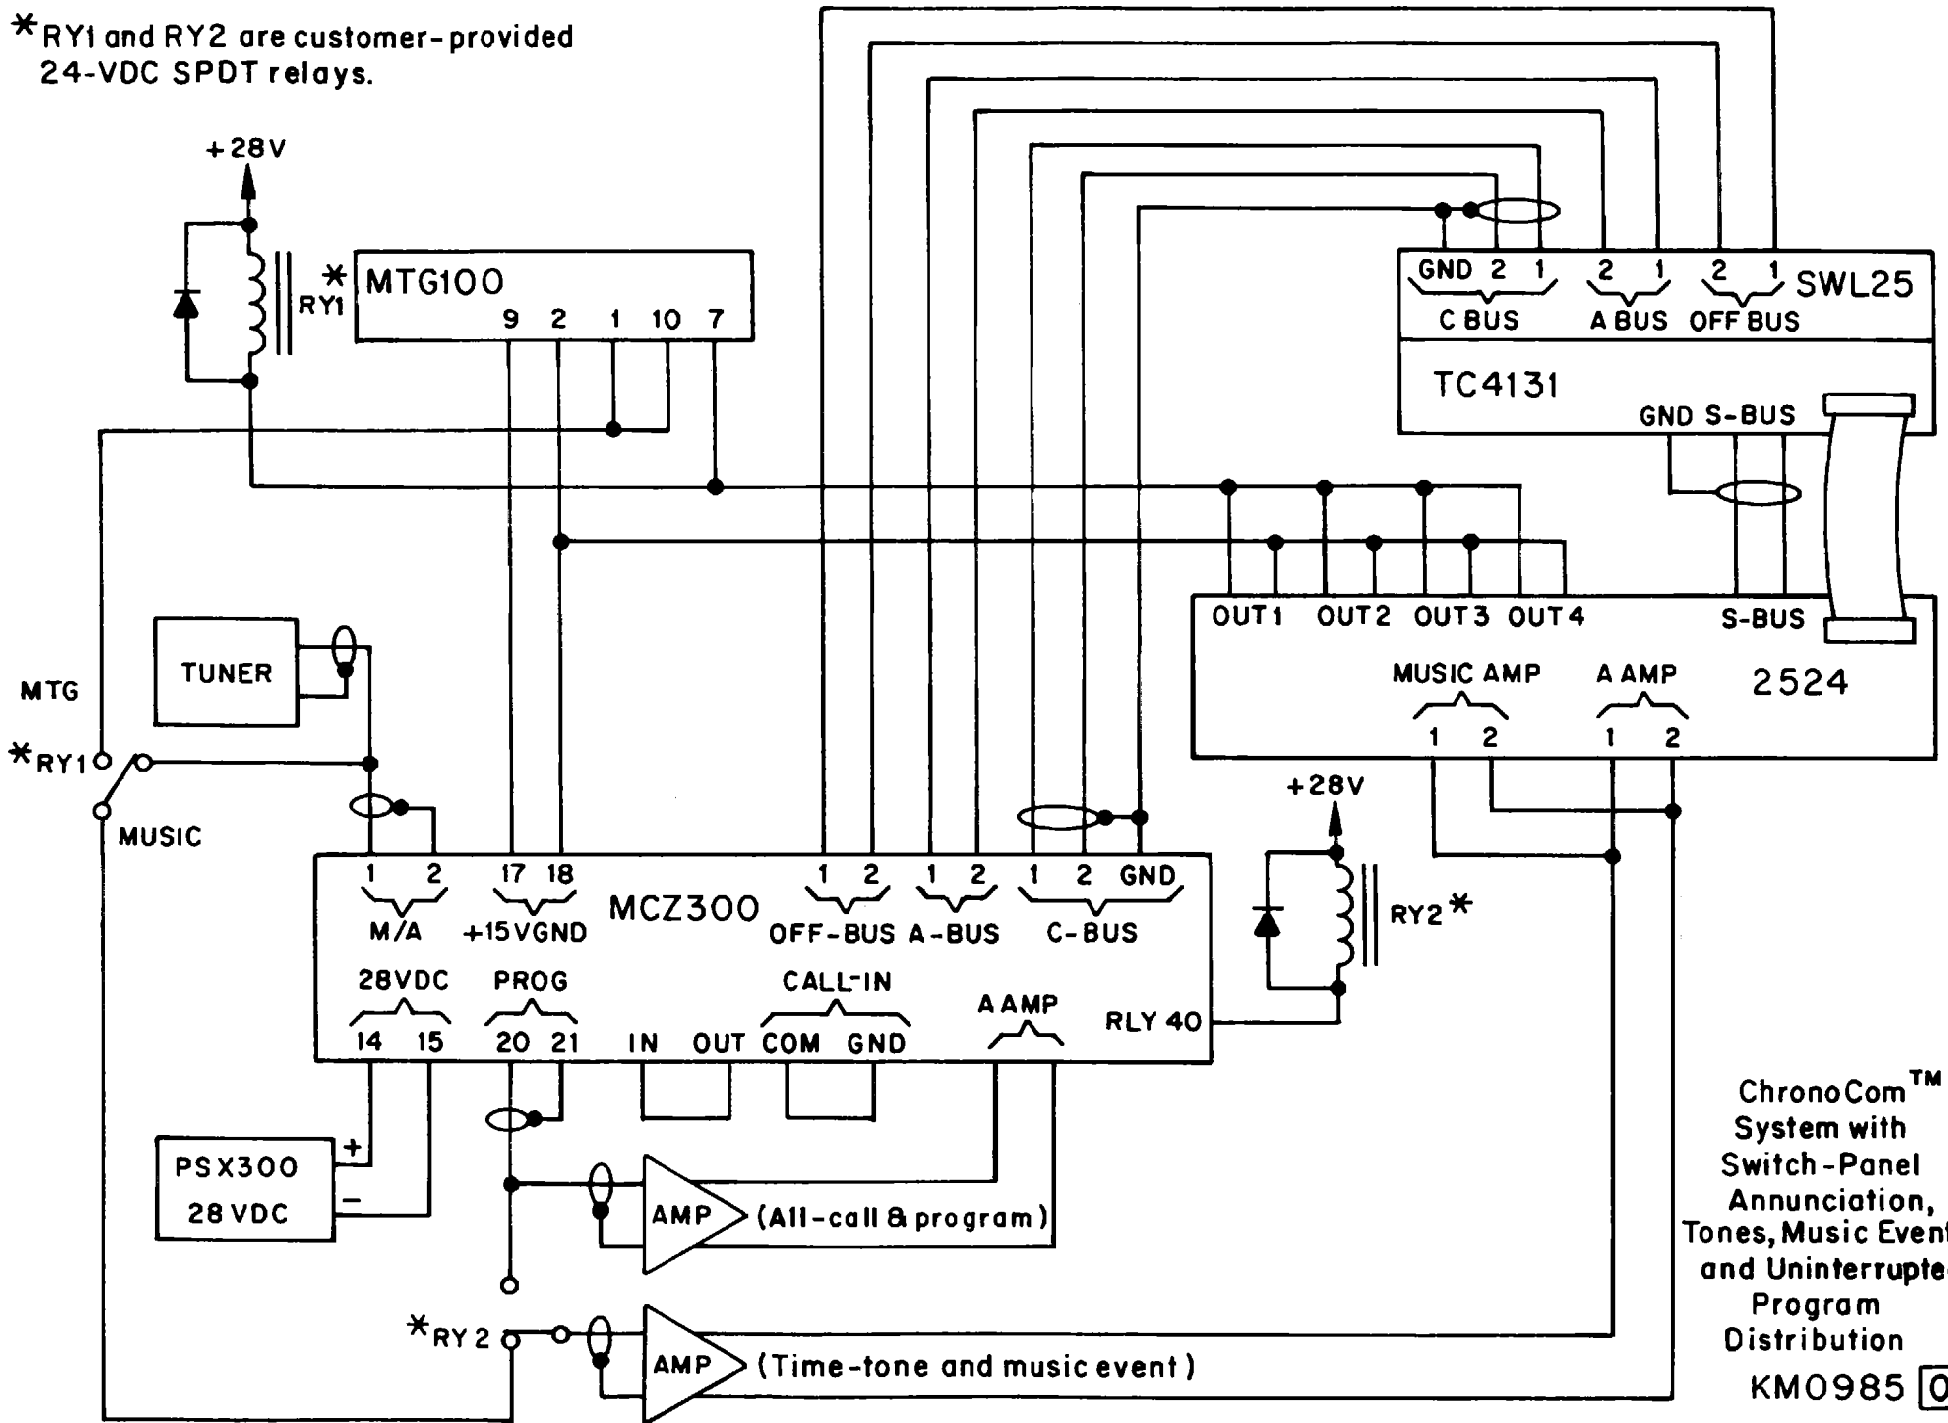 *RY1 and RY2 are customer-provided
24-VDC SPDT relays.
+28V
*
RY1
MTG100
9 2 1 10 7
GND 2 1 2 1 2 1
SWL25
C BUS A BUS OFF BUS
TC4131
GND S-BUS
OUT1 OUT2 OUT3 OUT4 S-BUS
TUNER
MTG
MUSIC AMP A AMP
2524
1 2 1 2
*RY1
MUSIC
+28V
1 2 17 18 1 2 1 2 1 2 GND
MCZ300
M/A +15VGND OFF-BUS A-BUS C-BUS
RY2*
28VDC PROG CALL-IN
A AMP
14 15 20 21 IN OUT COM GND
RLY 40
PSX300
28VDC
+
-
AMP (All-call & program)
*RY2
AMP (Time-tone and music event)
ChronoCom™
System with
Switch-Panel
Annunciation,
Tones, Music Event
and Uninterrupte
Program
Distribution
KM0985 0